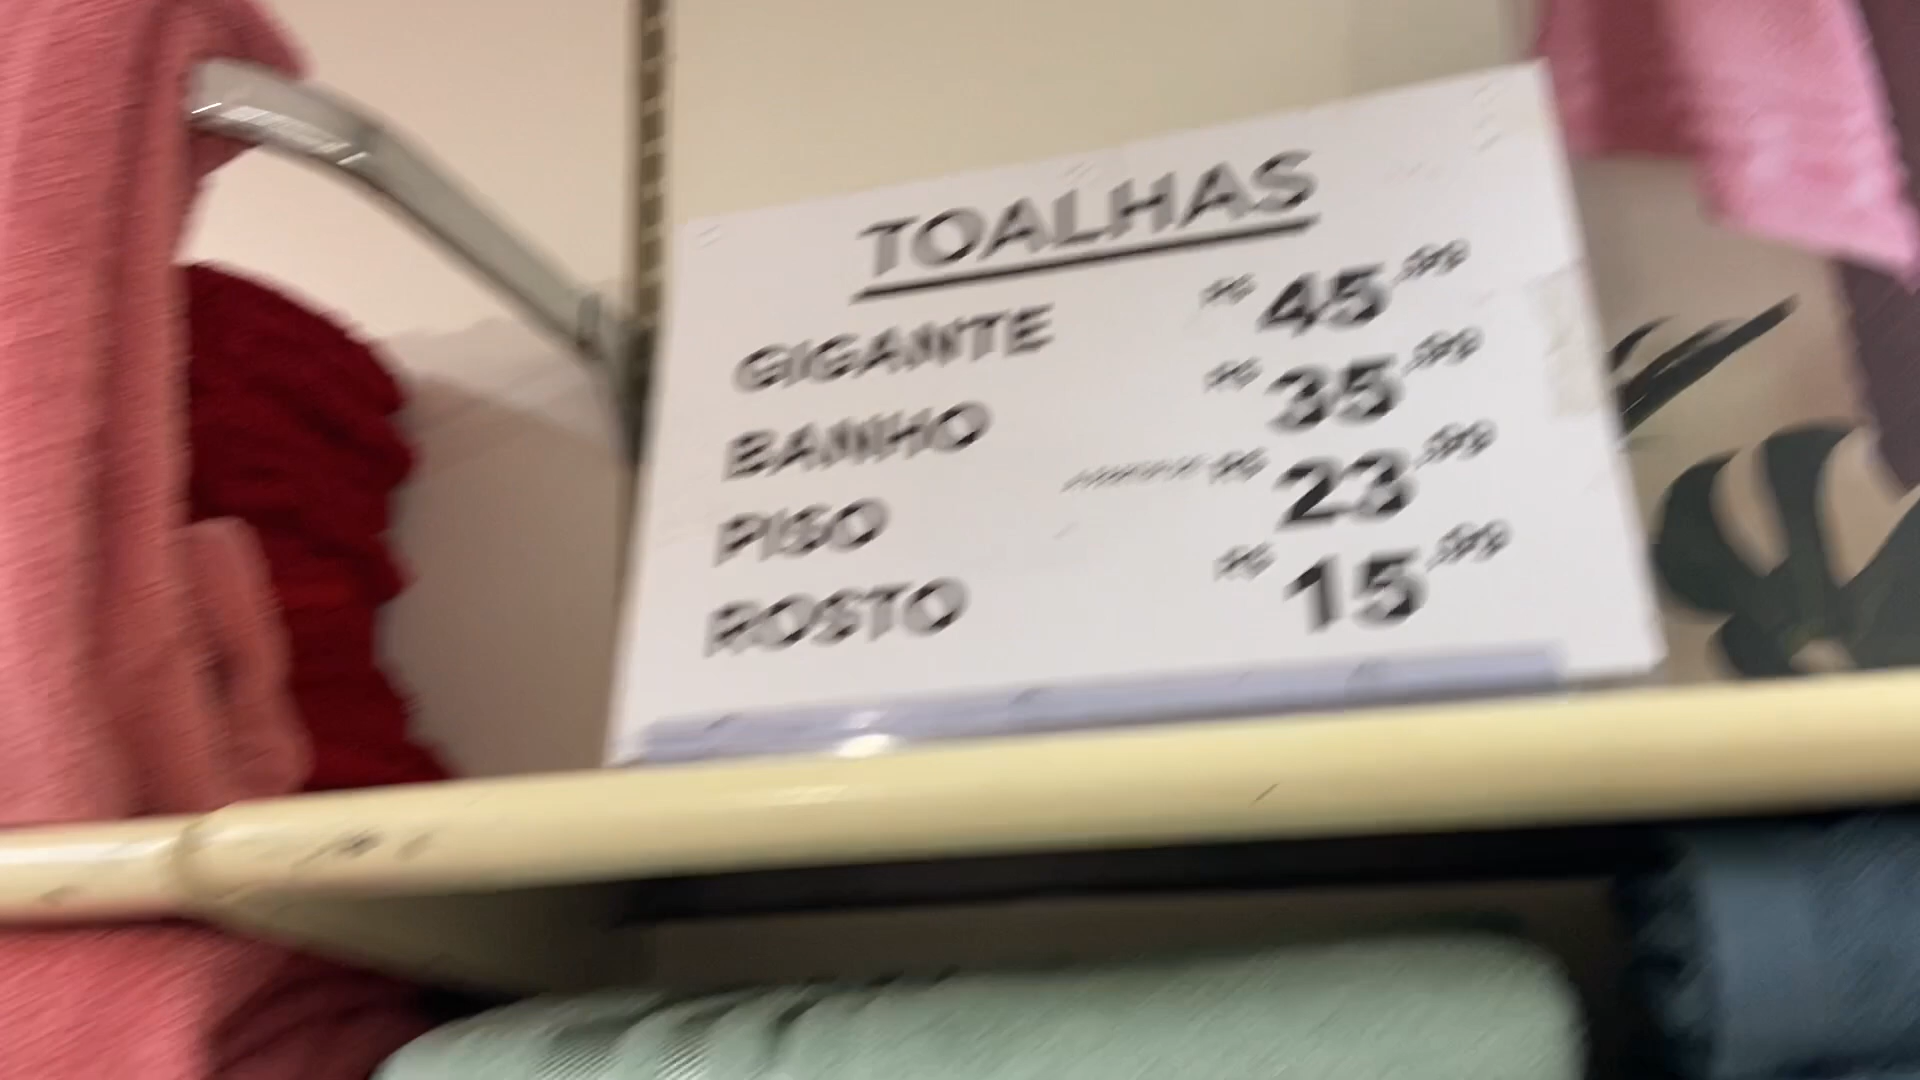 TOALHAS
GIGANTE R$ 45,99
BANHO R$ 35,99
PISO R$ 23,99
ROSTO R$ 15,99